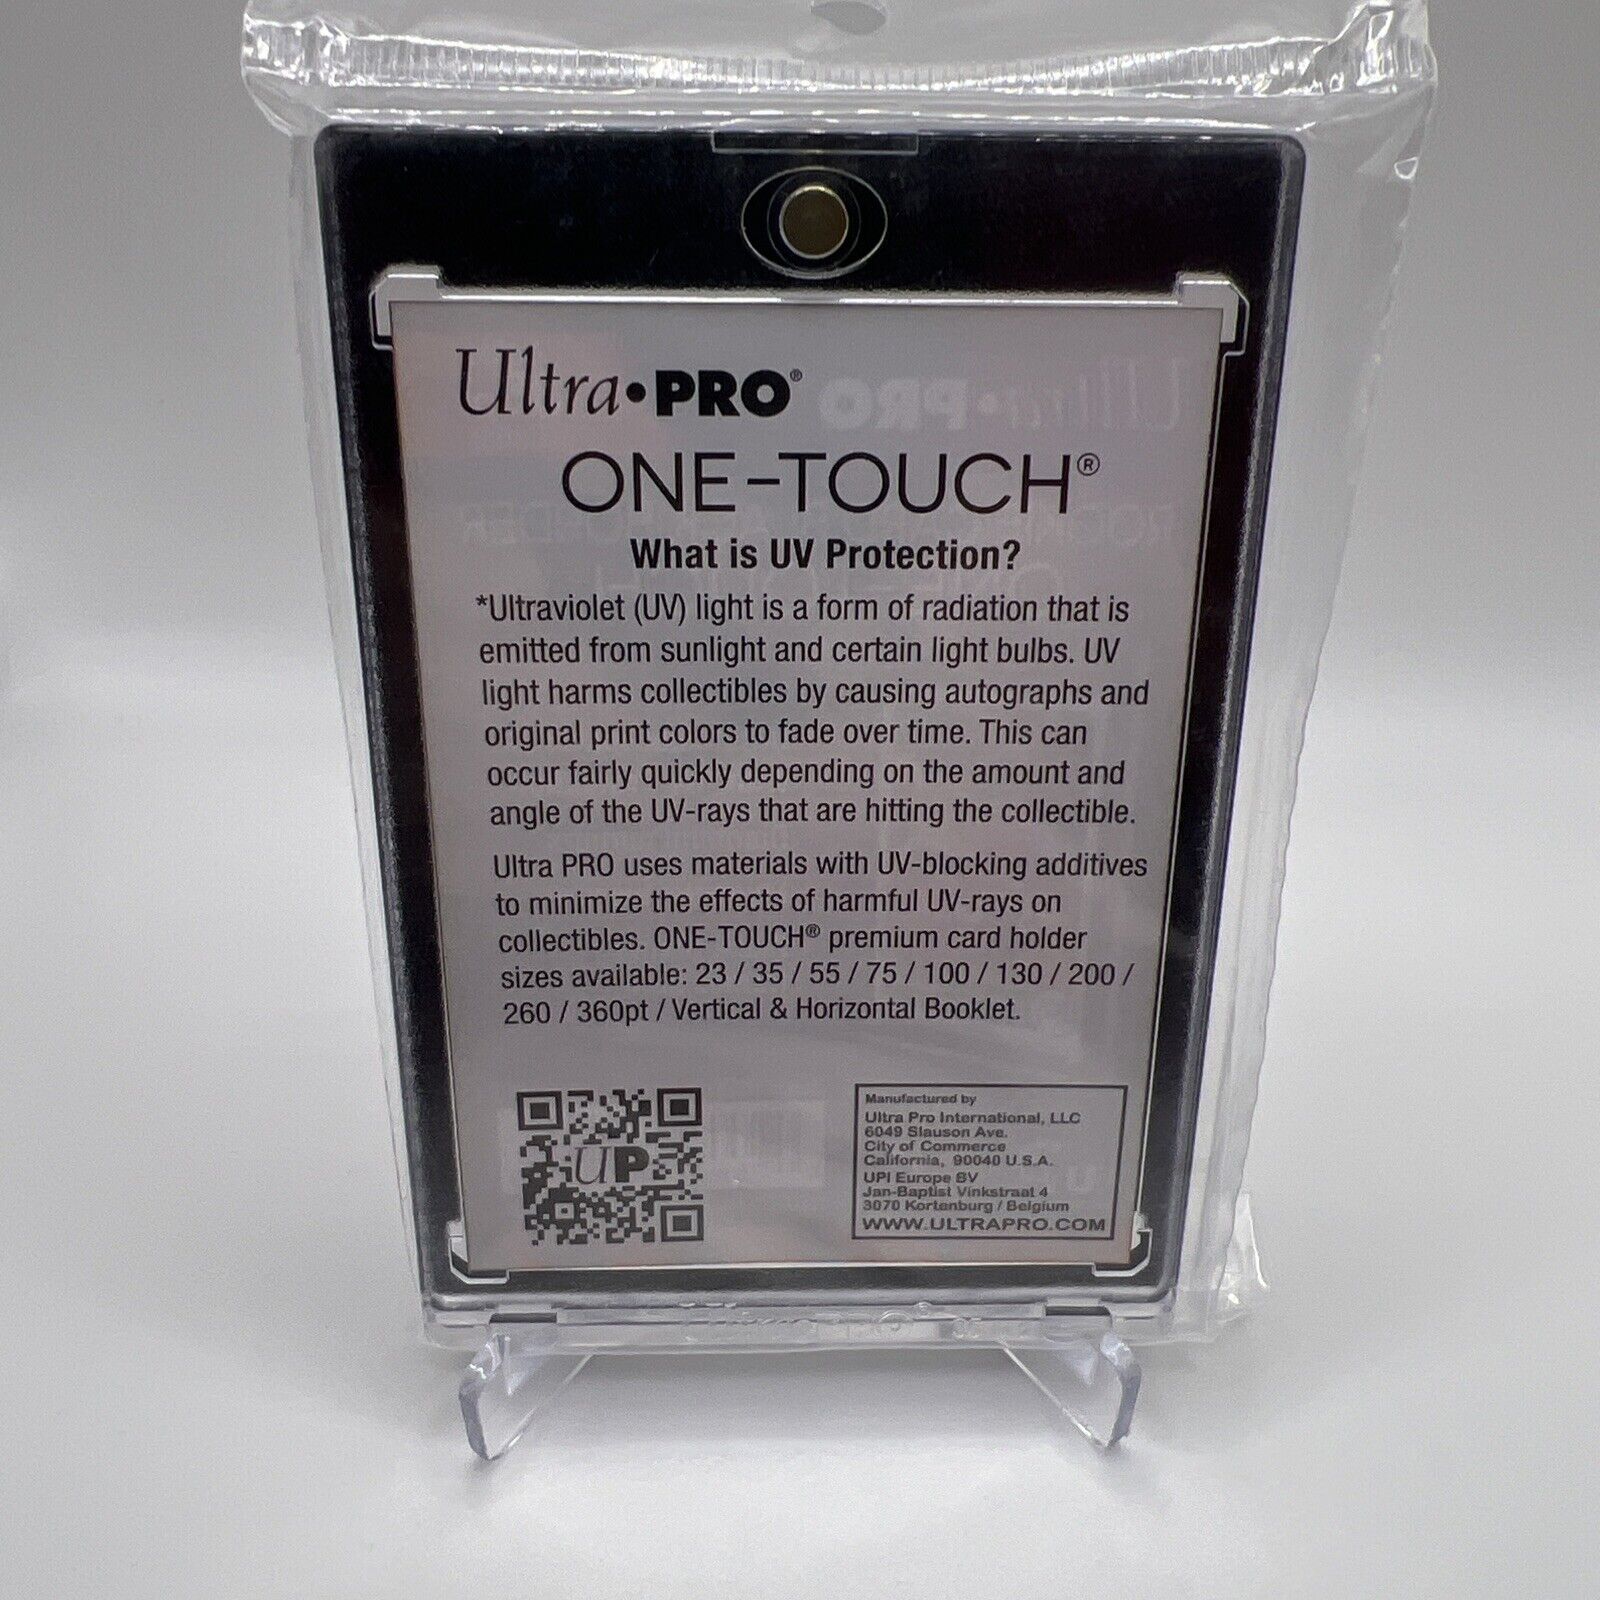 Ultra•PRO®
ONE-TOUCH®
What is UV Protection?
*Ultraviolet (UV) light is a form of radiation that is
emitted from sunlight and certain light bulbs. UV
light harms collectibles by causing autographs and
original print colors to fade over time. This can
occur fairly quickly depending on the amount and
angle of the UV-rays that are hitting the collectible.
Ultra PRO uses materials with UV-blocking additives
to minimize the effects of harmful UV-rays on
collectibles. ONE-TOUCH® premium card holder
sizes available: 23 / 35 / 55 / 75 / 100 / 130 / 200 /
260 / 360pt / Vertical & Horizontal Booklet.
UP
Manufactured by
Ultra Pro International, LLC
6049 Slauson Ave.
City of Commerce
California, 90040 U.S.A.
UPI Europe BV
Jan-Baptist Vinkstraat 4
3070 Kortenburg / Belgium
WWW.ULTRAPRO.COM